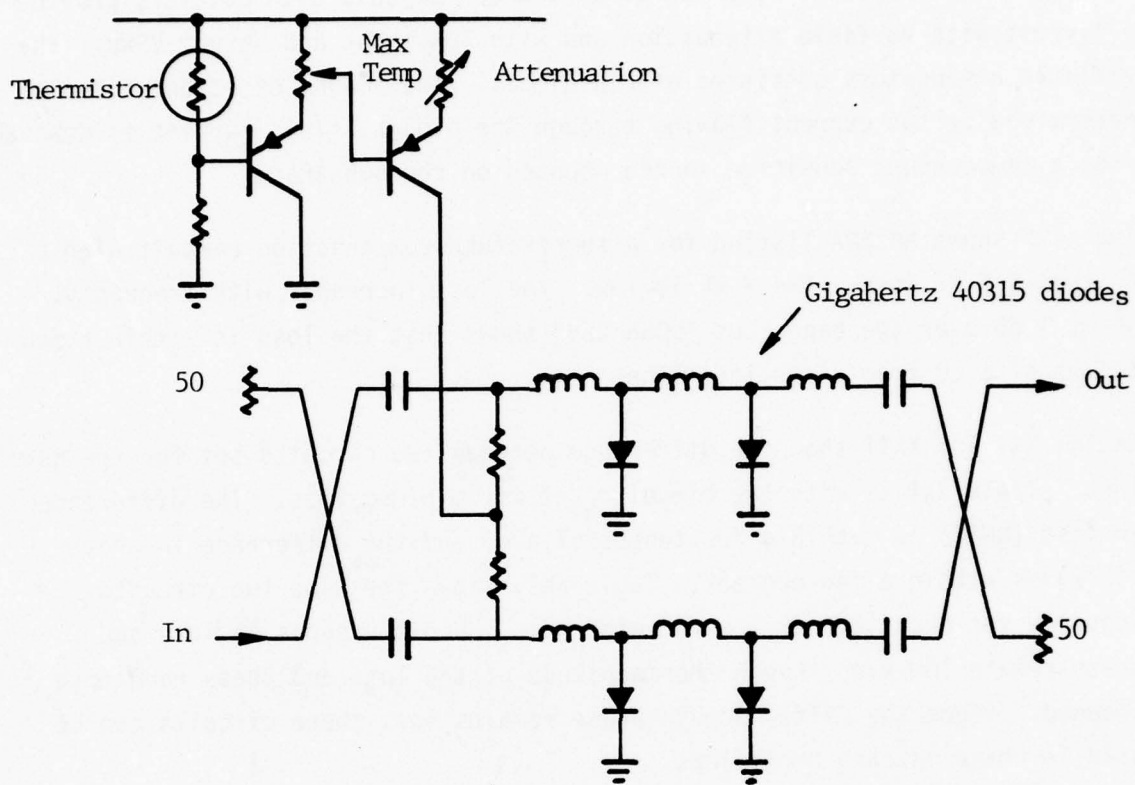 Max
Temp
Attenuation
Thermistor
Gigahertz 40315 diodes
50
Out
In
50